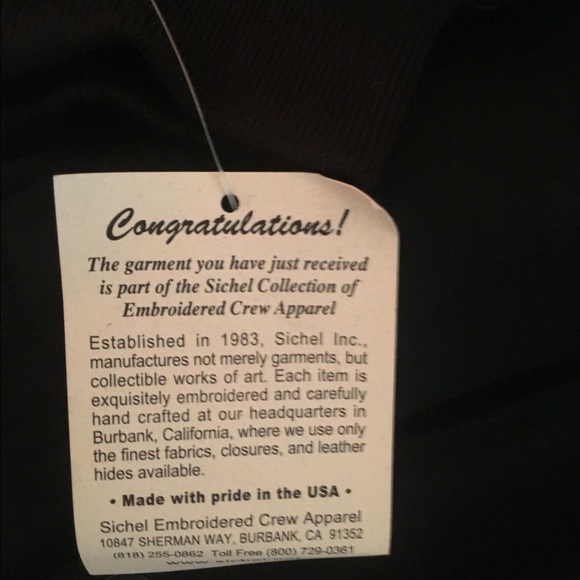 Congratulations!
The garment you have just received
is part of the Sichel Collection of
Embroidered Crew Apparel
Established in 1983, Sichel Inc.,
manufactures not merely garments, but
collectible works of art. Each item is
exquisitely embroidered and carefully
hand crafted at our headquarters in
Burbank, California, where we use only
the finest fabrics, closures, and leather
hides available.
• Made with pride in the USA •
Sichel Embroidered Crew Apparel
10847 SHERMAN WAY, BURBANK, CA 91352
(818) 255-0862 Toll Free (800) 729-0361